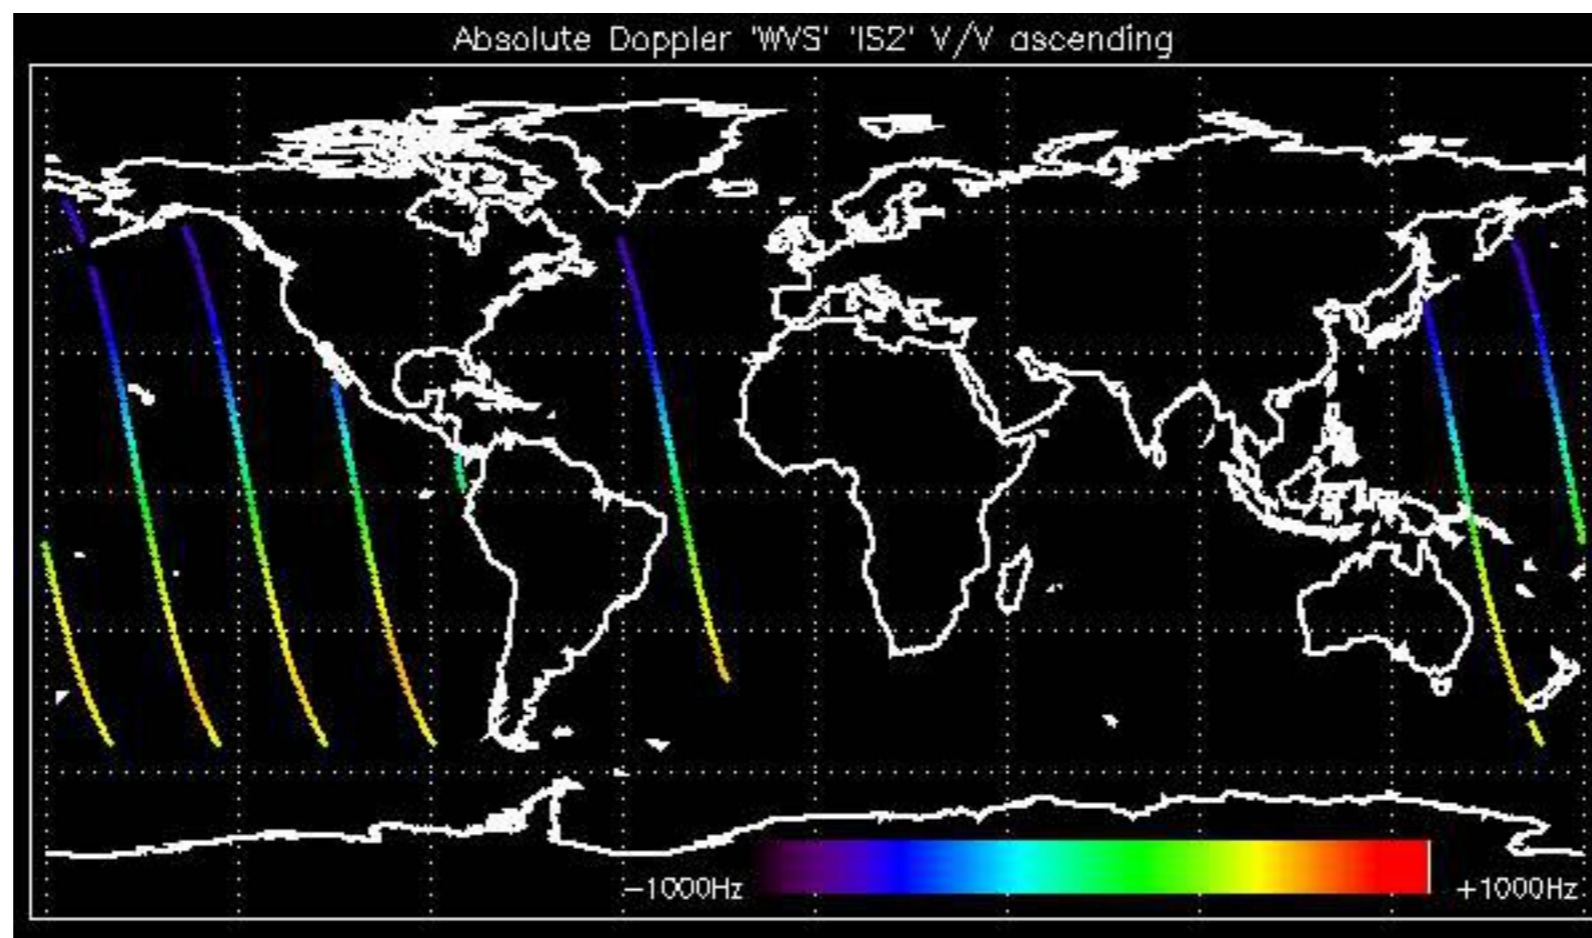 Absolute Doppler 'WVS' 'IS2' V/V ascending
-1000Hz +1000Hz